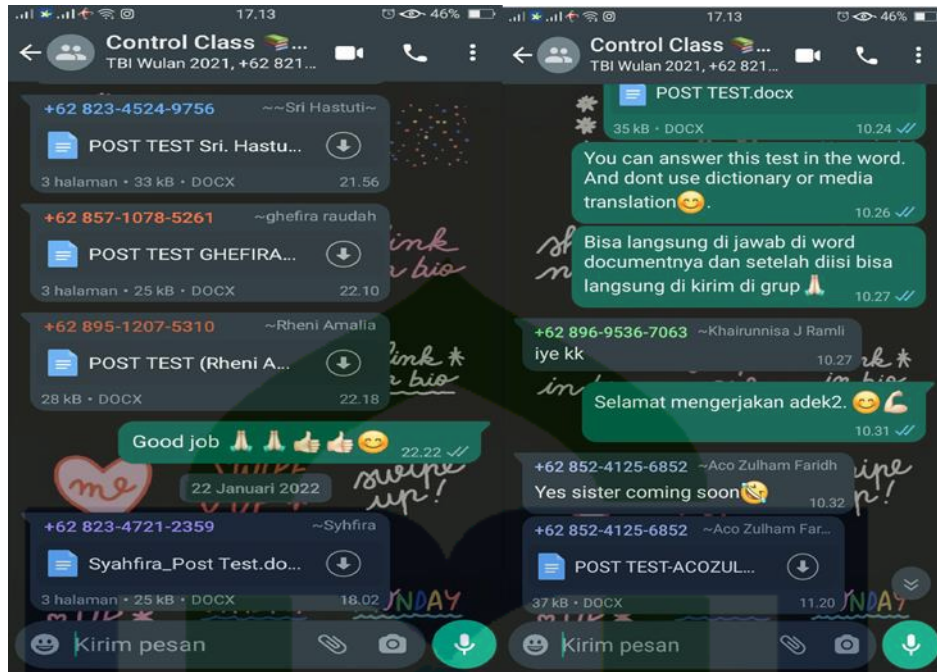 17.13
46%
Control Class 📚...
TBI Wulan 2021, +62 821...
+62 823-4524-9756 ~~Sri Hastuti~
POST TEST Sri. Hastu...
3 halaman • 33 kB • DOCX 21.56
+62 857-1078-5261 ~ghefira raudah
POST TEST GHEFIRA...
3 halaman • 25 kB • DOCX 22.10
+62 895-1207-5310 ~Rheni Amalia
POST TEST (Rheni A...
28 kB • DOCX 22.18
Good job 🙏🏻🙏🏻👍🏻👍🏻😊 22.22
22 Januari 2022
+62 823-4721-2359 ~Syhfira
Syahfira_Post Test.do...
3 halaman • 25 kB • DOCX 18.02
Kirim pesan
me
swipe
up!
17.13
46%
Control Class 📚...
TBI Wulan 2021, +62 821...
POST TEST.docx
35 kB • DOCX 10.24
You can answer this test in the word.
And dont use dictionary or media
translation😊.
10.26
Bisa langsung di jawab di word
documentnya dan setelah diisi bisa
langsung di kirim di grup 🙏🏻
10.27
+62 896-9536-7063 ~Khairunnisa J Ramli
iye kk 10.27
Selamat mengerjakan adek2. 😊💪🏻
10.31
+62 852-4125-6852 ~Aco Zulham Faridh
Yes sister coming soon🤣 10.32
+62 852-4125-6852 ~Aco Zulham Far...
POST TEST-ACOZUL...
37 kB • DOCX 11.20
Kirim pesan